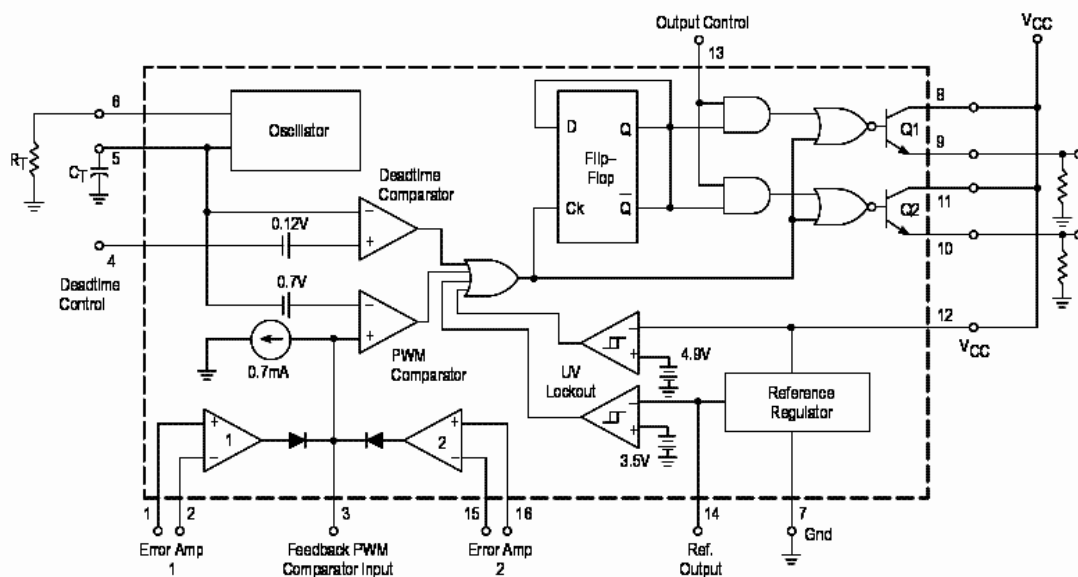 Output Control
VCC
13
6
8
Oscillator
D
Q
Q1
RT
5
CT
Flip-
Flop
9
Deadtime
Comparator
11
0.12V
Ck
Q
Q2
4
10
Deadtime
Control
0.7V
12
VCC
4.9V
0.7mA
PWM
Comparator
UV
Lockout
Reference
Regulator
1
2
3.5V
1
2
3
15
16
14
7
Gnd
Error Amp
1
Feedback PWM
Comparator Input
Error Amp
2
Ref.
Output